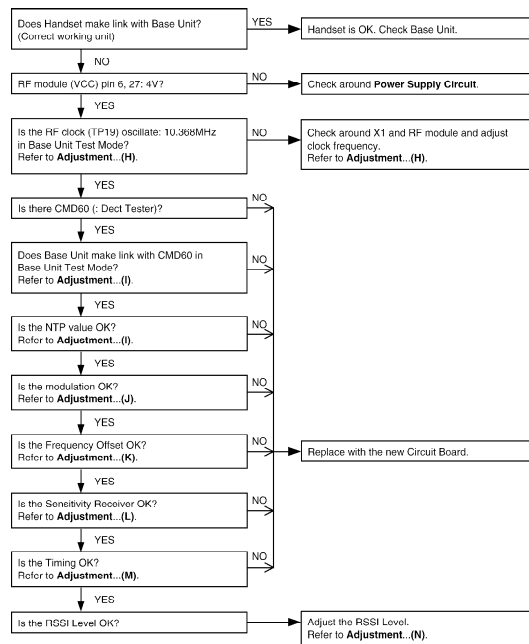 Does Handset make link with Base Unit?
(Correct working unit)
YES
Handset is OK. Check Base Unit.
NO
RF module (VCC) pin 6, 27: 4V?
NO
Check around Power Supply Circuit.
YES
Is the RF clock (TP19) oscillate: 10.368MHz
in Base Unit Test Mode?
Refer to Adjustment...(H).
NO
Check around X1 and RF module and adjust
clock frequency.
Refer to Adjustment...(H).
YES
Is there CMD60 (: Dect Tester)?
NO
YES
Does Base Unit make link with CMD60 in
Base Unit Test Mode?
Refer to Adjustment...(I).
NO
YES
Is the NTP value OK?
Refer to Adjustment...(I).
NO
YES
Is the modulation OK?
Refer to Adjustment...(J).
NO
YES
Is the Frequency Offset OK?
Refer to Adjustment...(K).
NO
Replace with the new Circuit Board.
YES
Is the Sensitivity Receiver OK?
Refer to Adjustment...(L).
NO
YES
Is the Timing OK?
Refer to Adjustment...(M).
NO
YES
Is the RSSI Level OK?
Adjust the RSSI Level.
Refer to Adjustment...(N).